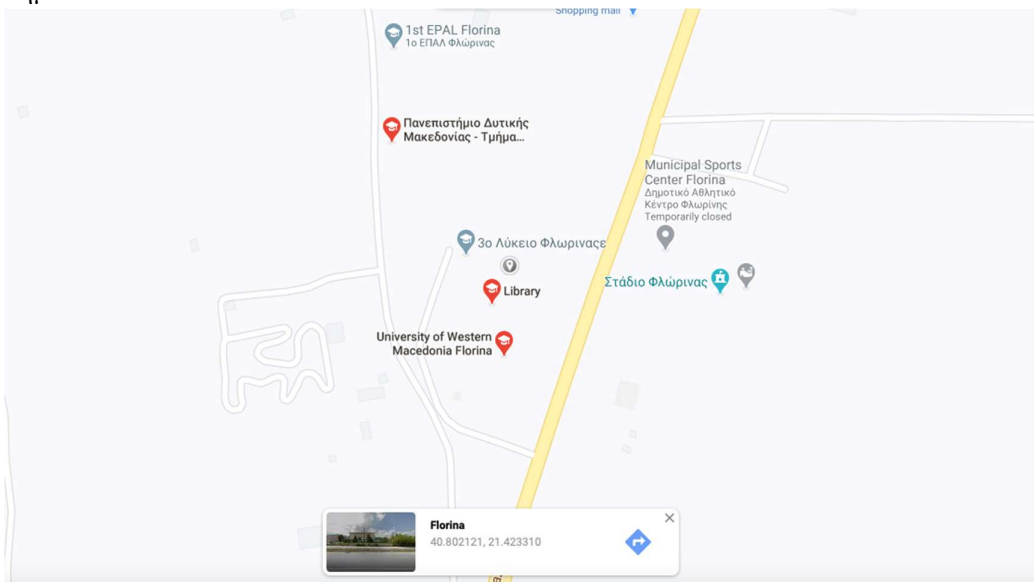 Shopping mall
1st EPAL Florina
1ο ΕΠΑΛ Φλώρινας
Πανεπιστήμιο Δυτικής
Μακεδονίας - Τμήμα...
Municipal Sports
Center Florina
Δημοτικό Αθλητικό
Κέντρο Φλωρίνης
Temporarily closed
3ο Λύκειο Φλωριναςε
Στάδιο Φλώρινας
Library
University of Western
Macedonia Florina
Florina
40.802121, 21.423310